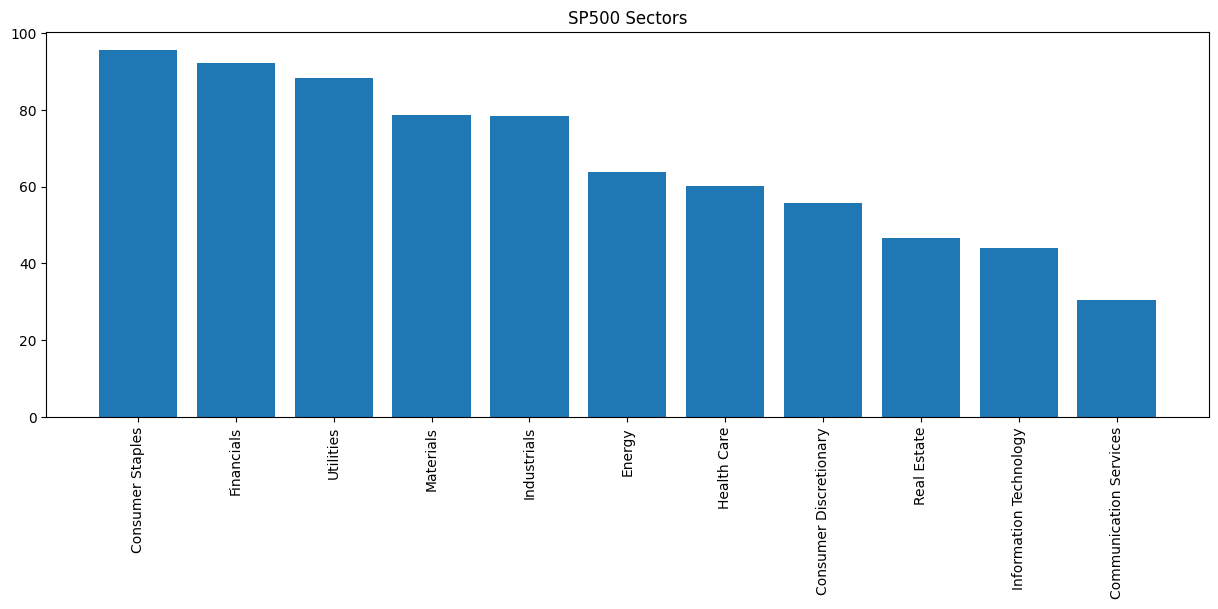 SP500 Sectors
100
80
60
40
20
0
Consumer Staples
Financials
Utilities
Materials
Industrials
Energy
Health Care
Consumer Discretionary
Real Estate
Information Technology
Communication Services